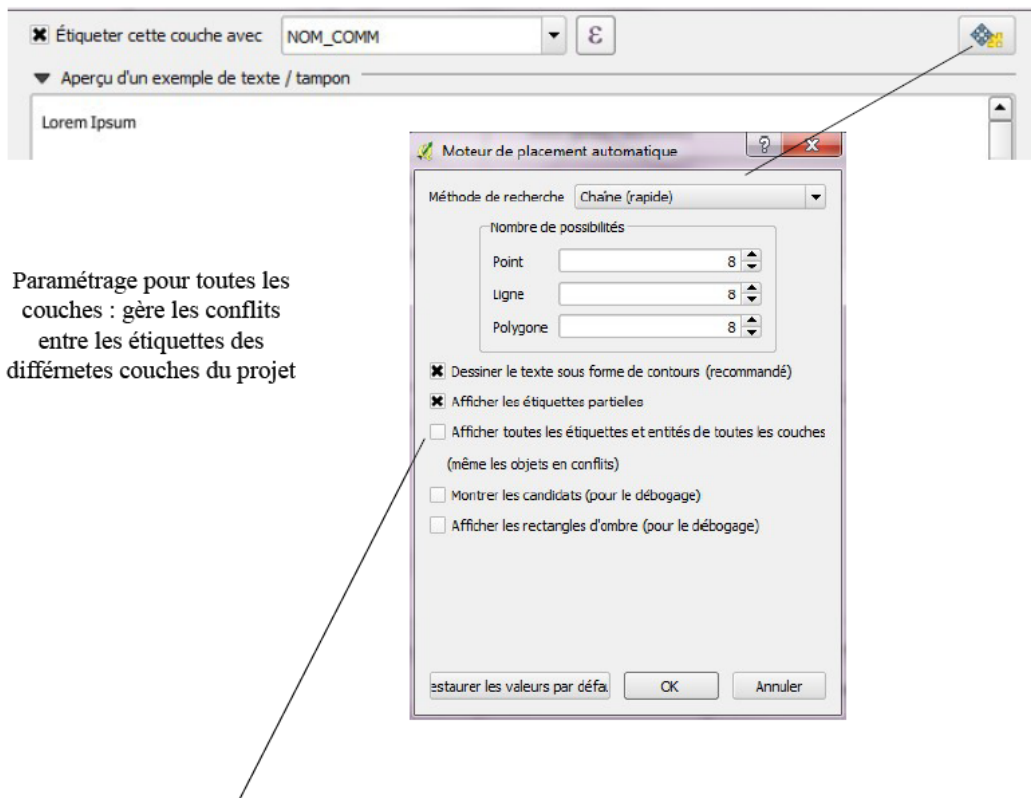 Étiqueter cette couche avec NOM_COMM ε
Aperçu d'un exemple de texte / tampon
Lorem Ipsum
Moteur de placement automatique
Méthode de recherche Chaîne (rapide)
Nombre de possibilités
Point 8
Ligne 8
Polygone 8
Dessiner le texte sous forme de contours (recommandé)
Afficher les étiquettes partielles
Afficher toutes les étiquettes et entités de toutes les couches
(même les objets en conflits)
Montrer les candidats (pour le débogage)
Afficher les rectangles d'ombre (pour le débogage)
estaurer les valeurs par défa OK Annuler
Paramétrage pour toutes les
couches : gère les conflits
entre les étiquettes des
différnetes couches du projet